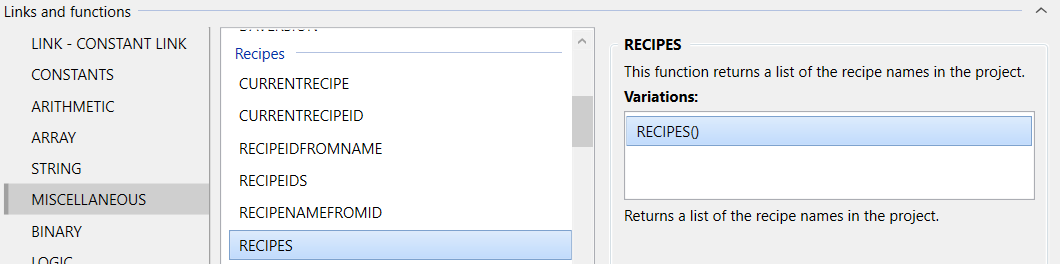 Links and functions
LINK - CONSTANT LINK
CONSTANTS
ARITHMETIC
ARRAY
STRING
MISCELLANEOUS
BINARY
LOGIC
Recipes
CURRENTRECIPE
CURRENTRECIPEID
RECIPEIDFROMNAME
RECIPEIDS
RECIPENAMEFROMID
RECIPES
RECIPES
This function returns a list of the recipe names in the project.
Variations:
RECIPES()
Returns a list of the recipe names in the project.